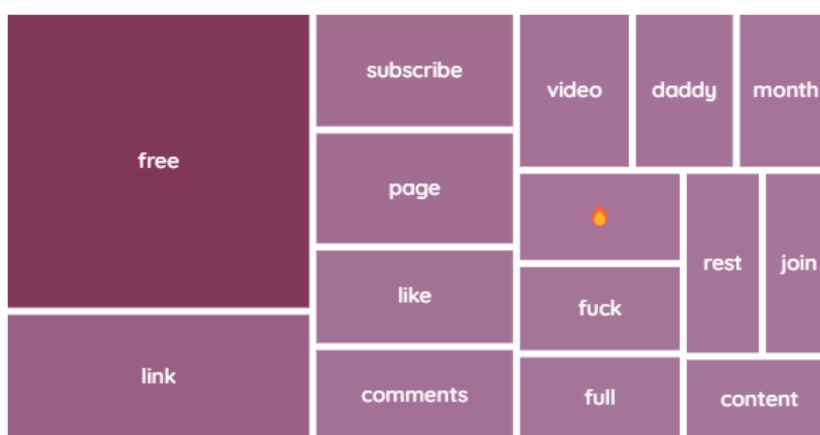 free
link
subscribe
page
like
comments
video
daddy
month
🔥
fuck
full
rest
join
content